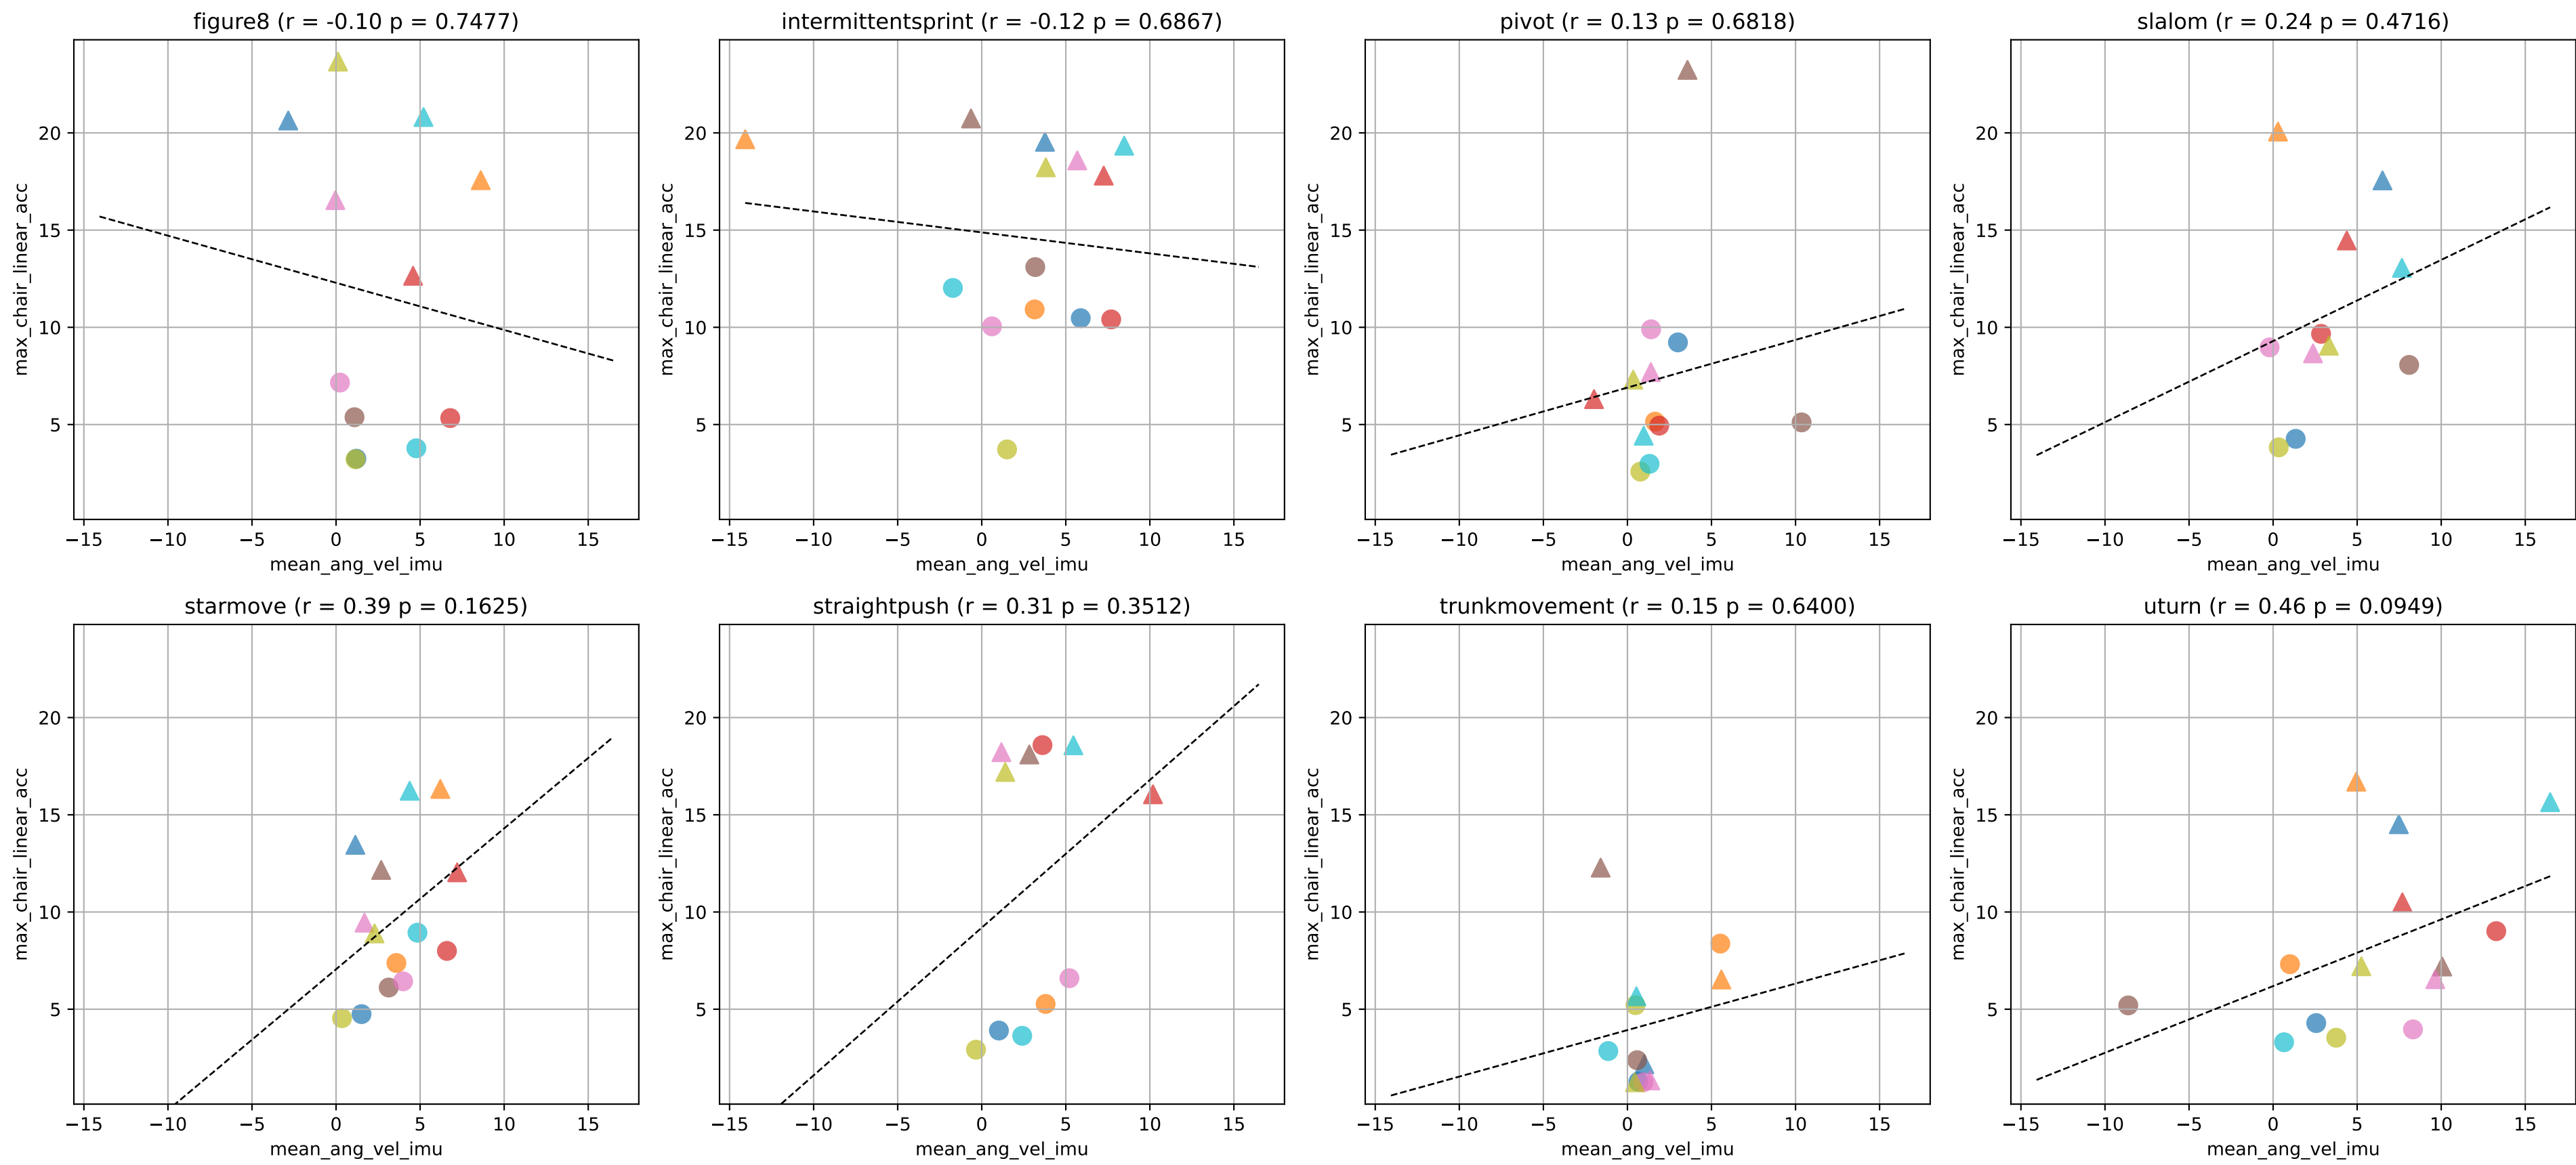 figure8 (r = -0.10 p = 0.7477)
max_chair_linear_acc
20
15
10
5
−15 −10 −5 0 5 10 15
mean_ang_vel_imu
intermittentsprint (r = -0.12 p = 0.6867)
max_chair_linear_acc
20
15
10
5
−15 −10 −5 0 5 10 15
mean_ang_vel_imu
pivot (r = 0.13 p = 0.6818)
max_chair_linear_acc
20
15
10
5
−15 −10 −5 0 5 10 15
mean_ang_vel_imu
slalom (r = 0.24 p = 0.4716)
max_chair_linear_acc
20
15
10
5
−15 −10 −5 0 5 10 15
mean_ang_vel_imu
starmove (r = 0.39 p = 0.1625)
max_chair_linear_acc
20
15
10
5
−15 −10 −5 0 5 10 15
mean_ang_vel_imu
straightpush (r = 0.31 p = 0.3512)
max_chair_linear_acc
20
15
10
5
−15 −10 −5 0 5 10 15
mean_ang_vel_imu
trunkmovement (r = 0.15 p = 0.6400)
max_chair_linear_acc
20
15
10
5
−15 −10 −5 0 5 10 15
mean_ang_vel_imu
uturn (r = 0.46 p = 0.0949)
max_chair_linear_acc
20
15
10
5
−15 −10 −5 0 5 10 15
mean_ang_vel_imu